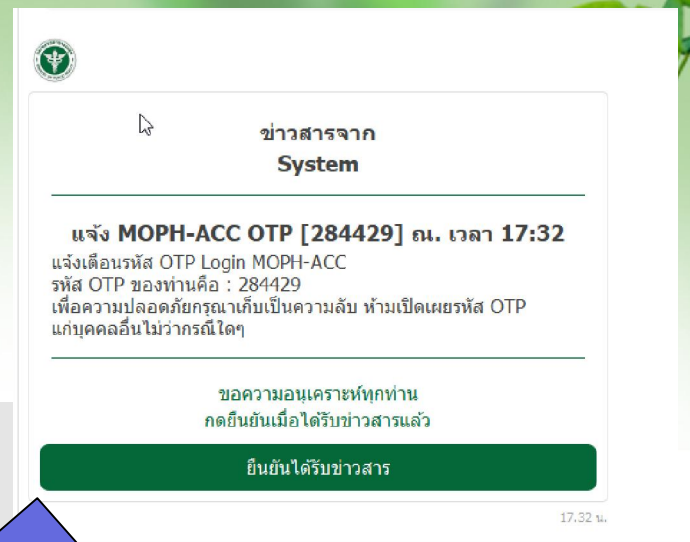 ข่าวสารจาก
System
แจ้ง MOPH-ACC OTP [284429] ณ. เวลา 17:32
แจ้งเตือนรหัส OTP Login MOPH-ACC
รหัส OTP ของท่านคือ : 284429
เพื่อความปลอดภัยกรุณาเก็บเป็นความลับ ห้ามเปิดเผยรหัส OTP
แก่บุคคลอื่นไม่ว่ากรณีใดๆ
ขอความอนุเคราะห์ทุกท่าน
กดยืนยันเมื่อได้รับข่าวสารแล้ว
ยืนยันได้รับข่าวสาร
17.32 น.